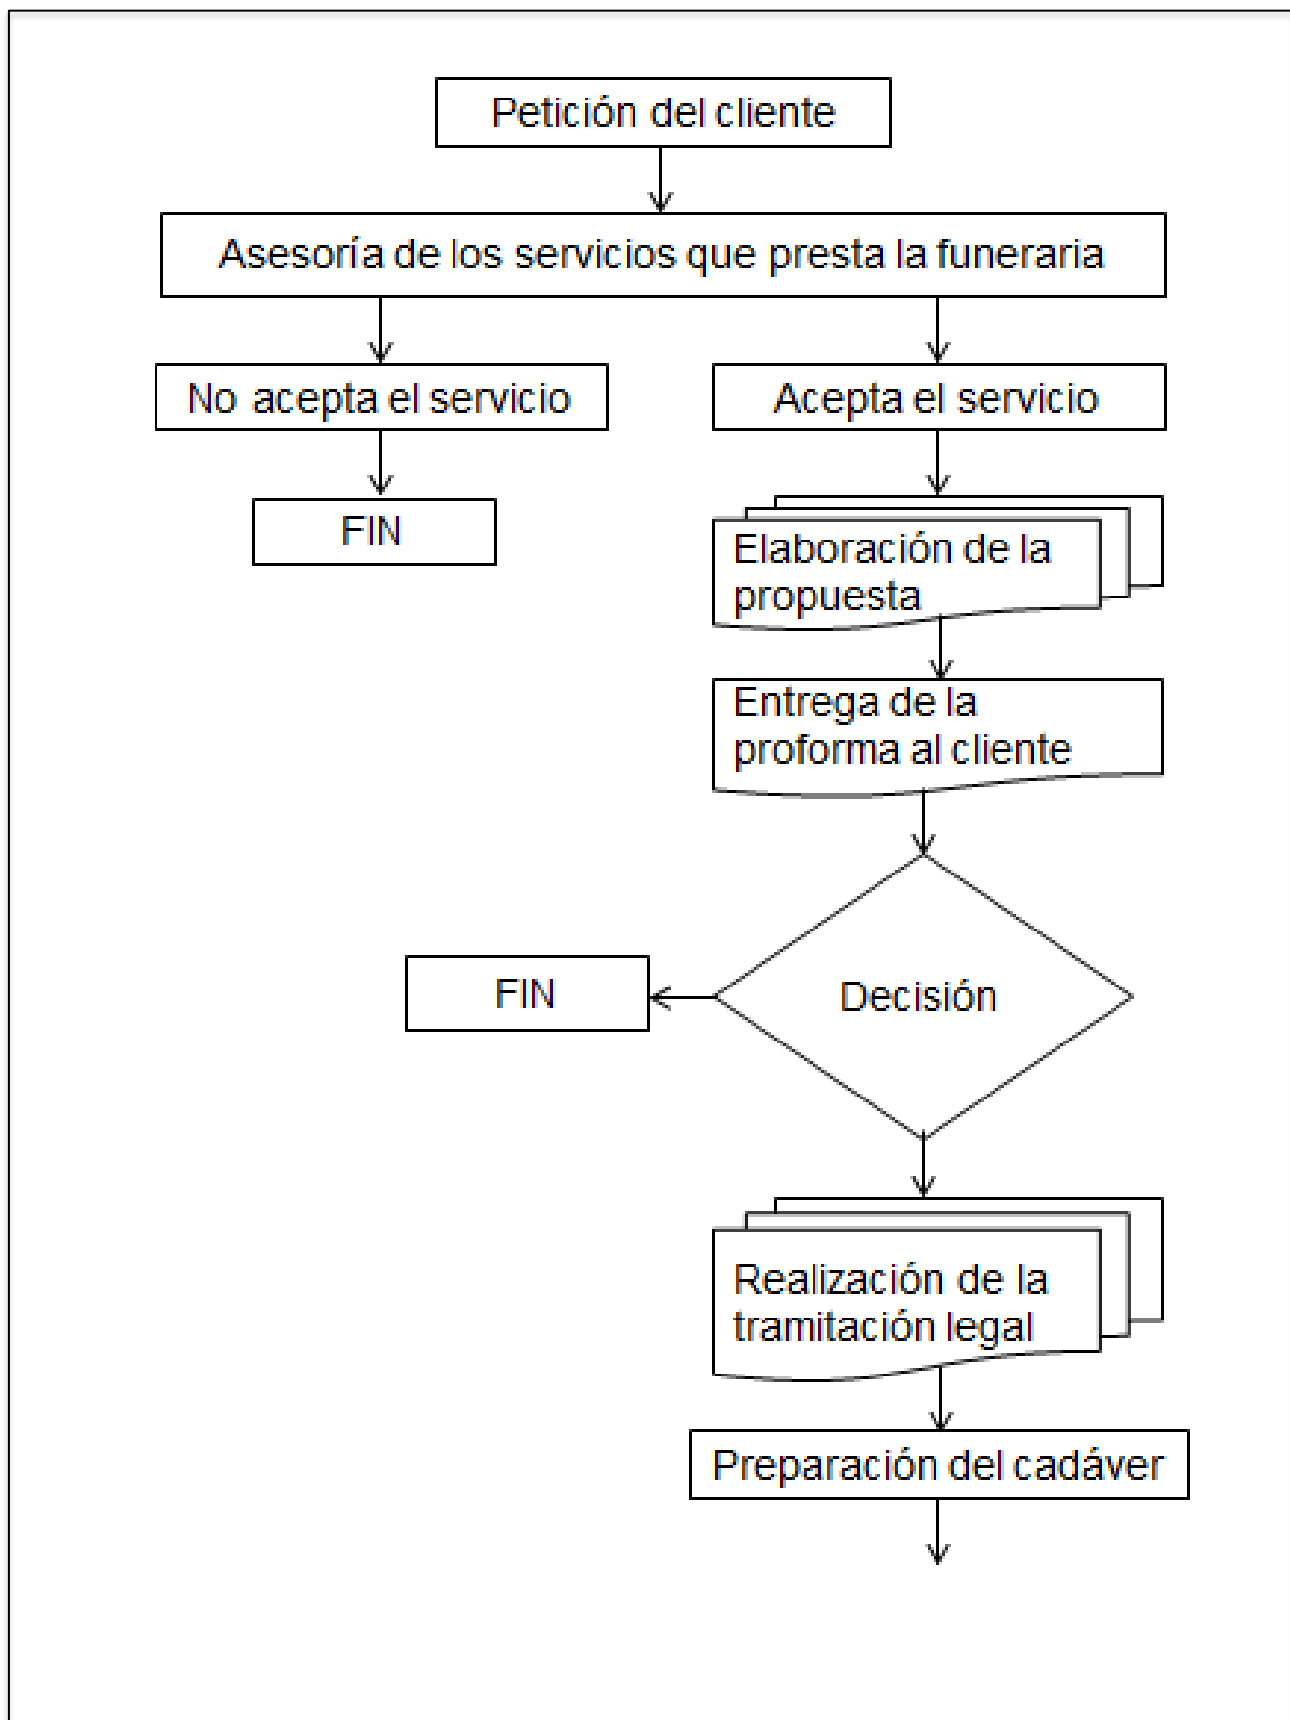 Petición del cliente
Asesoría de los servicios que presta la funeraria
No acepta el servicio
Acepta el servicio
FIN
Elaboración de la
propuesta
Entrega de la
proforma al cliente
FIN
Decisión
Realización de la
tramitación legal
Preparación del cadáver